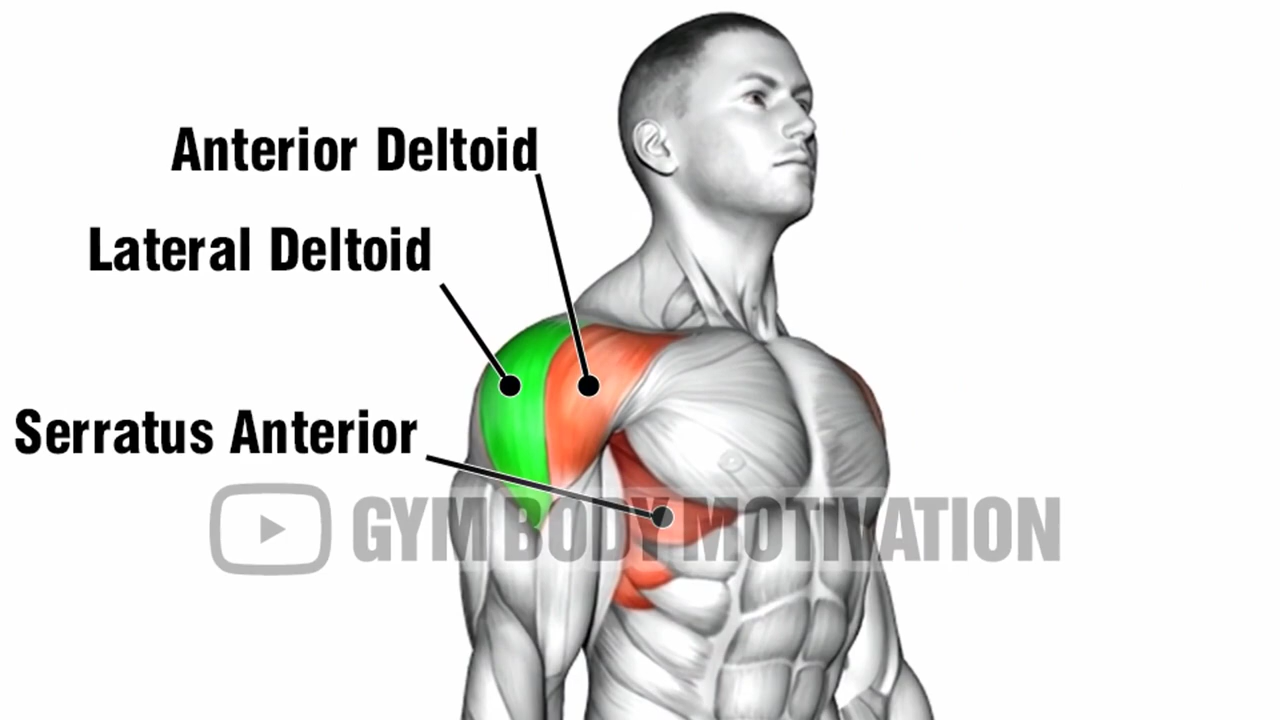 Anterior Deltoid
Lateral Deltoid
Serratus Anterior
GYM BODY MOTIVATION